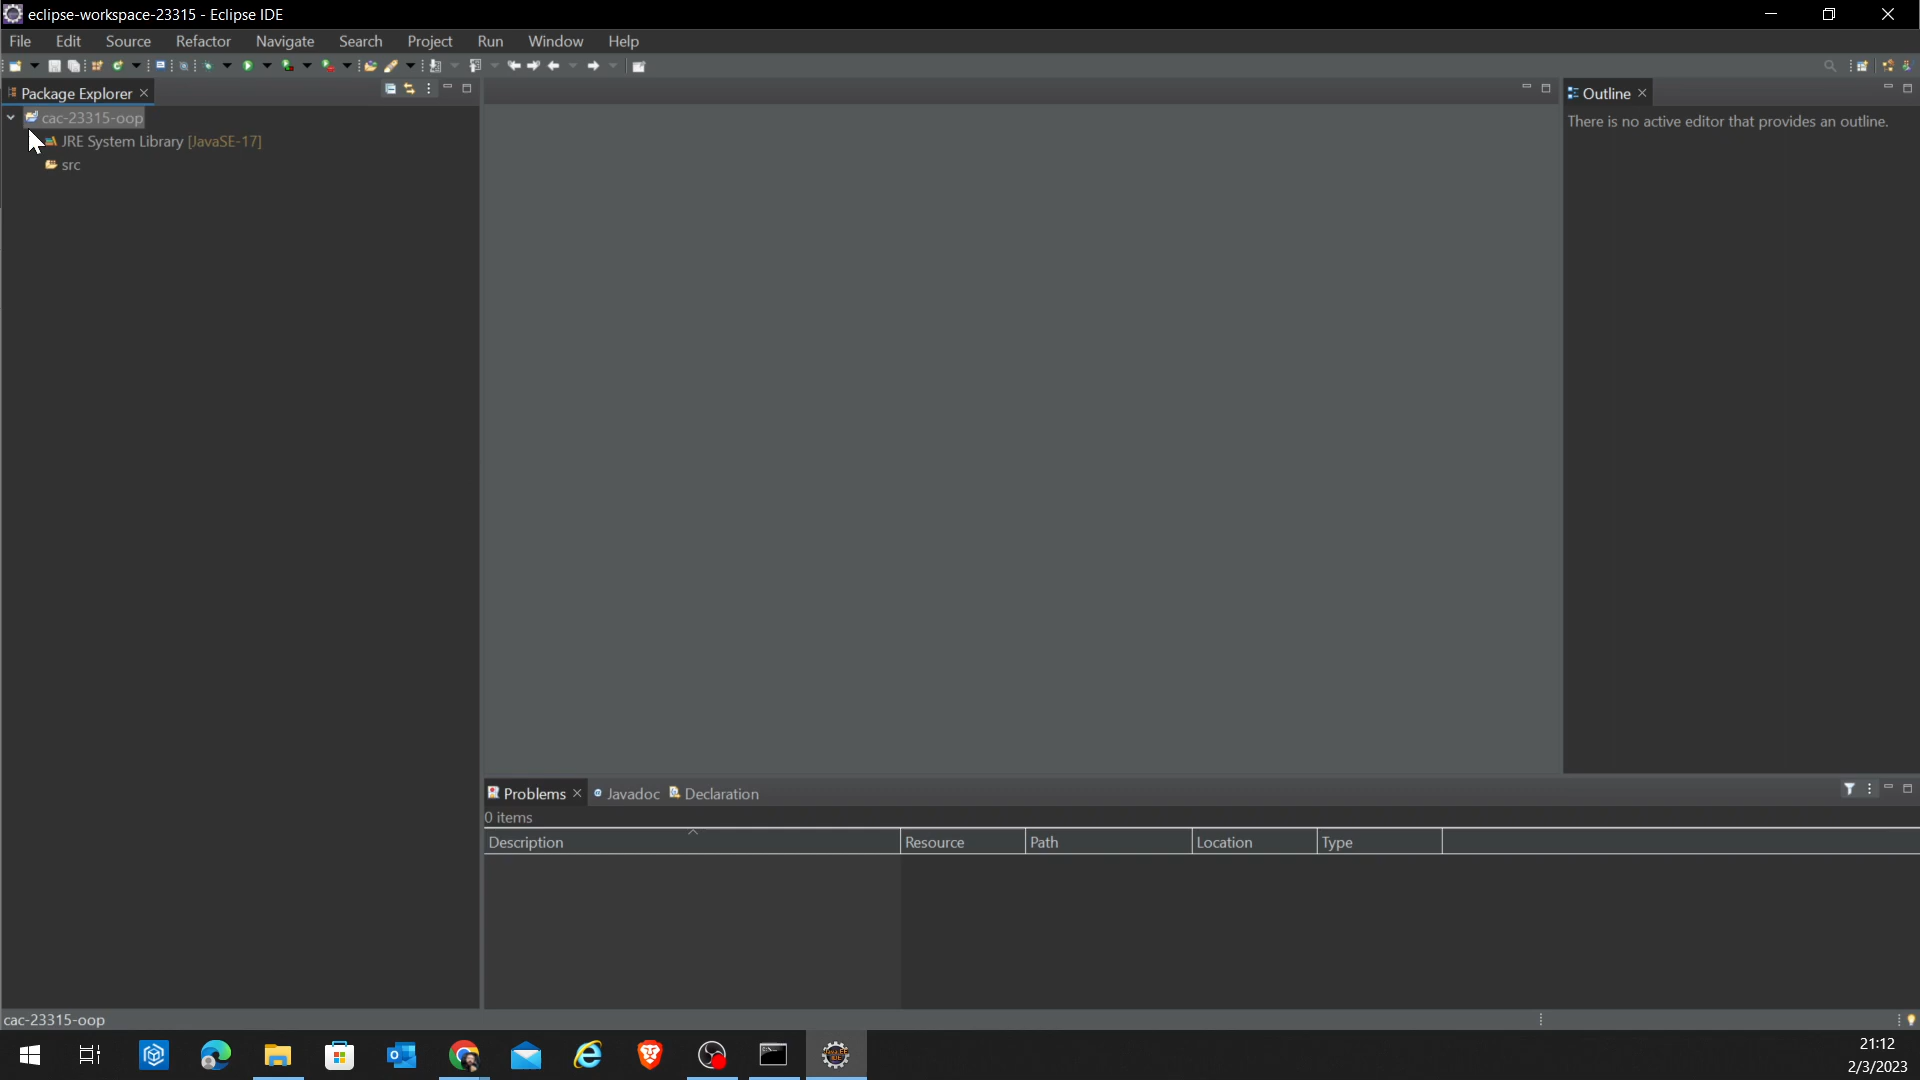 eclipse-workspace-23315 - Eclipse IDE
File Edit Source Refactor Navigate Search Project Run Window Help
Package Explorer
Outline
cac-23315-oop
There is no active editor that provides an outline.
JRE System Library [JavaSE-17]
src
Problems Javadoc Declaration
0 items
Description Resource Path Location Type
cac-23315-oop
21:12
2/3/2023